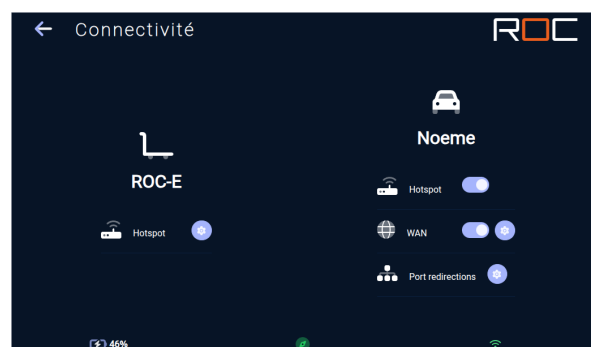 Connectivité
ROC
Noeme
ROC-E
Hotspot
Hotspot
WAN
Port redirections
46%